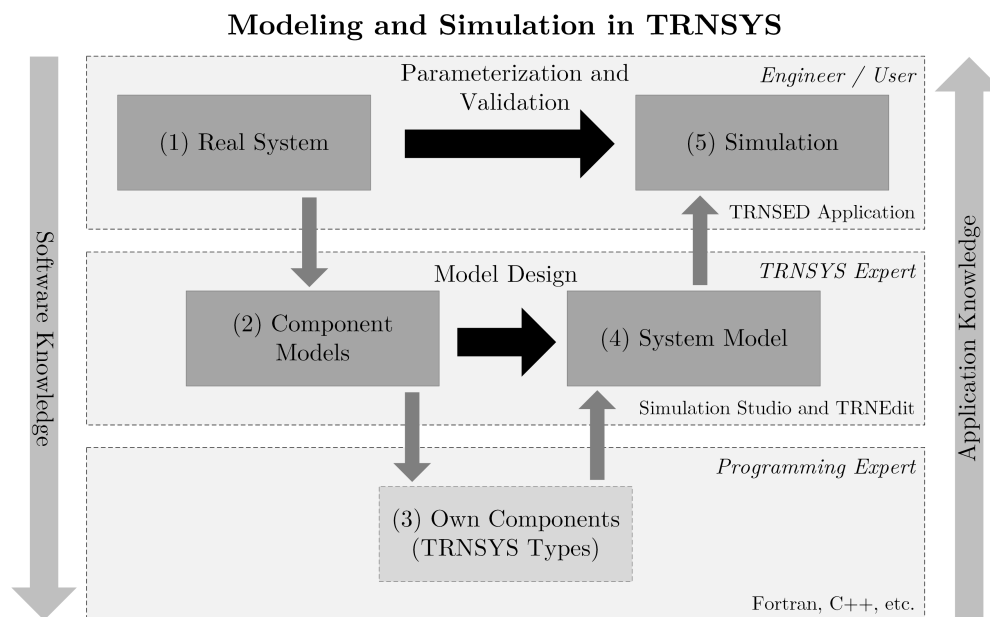 Modeling and Simulation in TRNSYS
Engineer / User
Parameterization and
Validation
(1) Real System
(5) Simulation
TRNSED Application
Software Knowledge
Application Knowledge
TRNSYS Expert
Model Design
(2) Component
Models
(4) System Model
Simulation Studio and TRNEdit
Programming Expert
(3) Own Components
(TRNSYS Types)
Fortran, C++, etc.